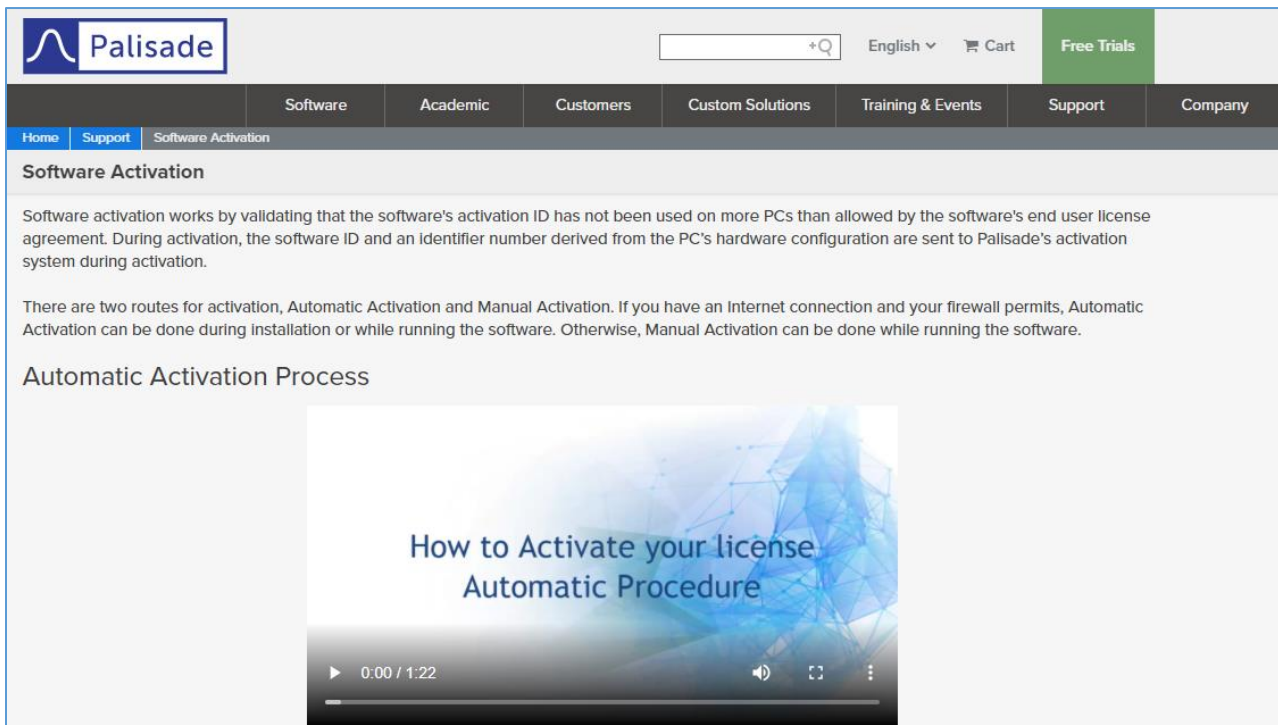 Palisade
English
Cart
Free Trials
Software
Academic
Customers
Custom Solutions
Training & Events
Support
Company
Home
Support
Software Activation
Software Activation
Software activation works by validating that the software's activation ID has not been used on more PCs than allowed by the software's end user license
agreement. During activation, the software ID and an identifier number derived from the PC's hardware configuration are sent to Palisade's activation
system during activation.
There are two routes for activation, Automatic Activation and Manual Activation. If you have an Internet connection and your firewall permits, Automatic
Activation can be done during installation or while running the software. Otherwise, Manual Activation can be done while running the software.
Automatic Activation Process
How to Activate your license
Automatic Procedure
0:00 / 1:22